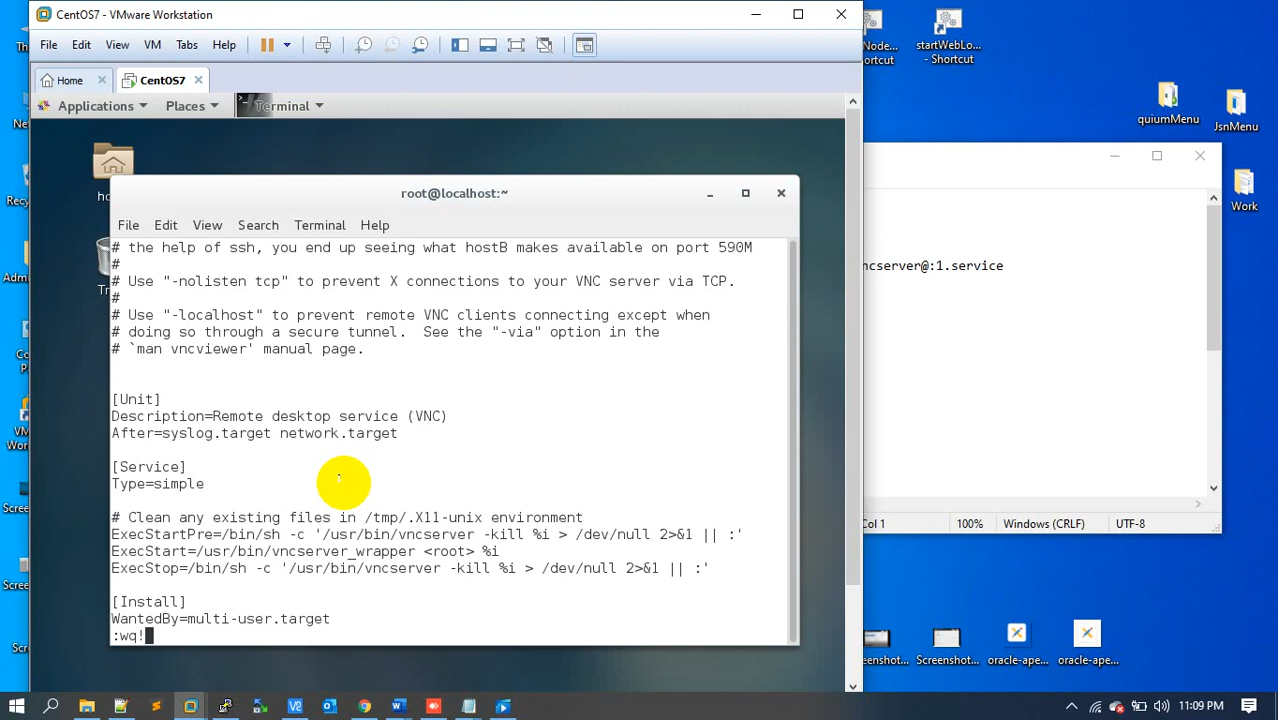 CentOS7 - VMware Workstation
File Edit View VM Tabs Help
Home
CentOS7
Applications Places Terminal
root@localhost:~
File Edit View Search Terminal Help
# the help of ssh, you end up seeing what hostB makes available on port 590M
#
# Use "-nolisten tcp" to prevent X connections to your VNC server via TCP.
#
# Use "-localhost" to prevent remote VNC clients connecting except when
# doing so through a secure tunnel.  See the "-via" option in the
# `man vncviewer' manual page.
[Unit]
Description=Remote desktop service (VNC)
After=syslog.target network.target
[Service]
Type=simple
# Clean any existing files in /tmp/.X11-unix environment
ExecStartPre=/bin/sh -c '/usr/bin/vncserver -kill %i > /dev/null 2>&1 || :'
ExecStart=/usr/bin/vncserver_wrapper <root> %i
ExecStop=/bin/sh -c '/usr/bin/vncserver -kill %i > /dev/null 2>&1 || :'
[Install]
WantedBy=multi-user.target
:wq!
ncserver@:1.service
Col 1 100% Windows (CRLF) UTF-8
Node...
ortcut
startWebLo...
- Shortcut
quiumMenu
JsnMenu
Work
eenshot...
Screenshot...
oracle-ape...
oracle-ape...
11:09 PM